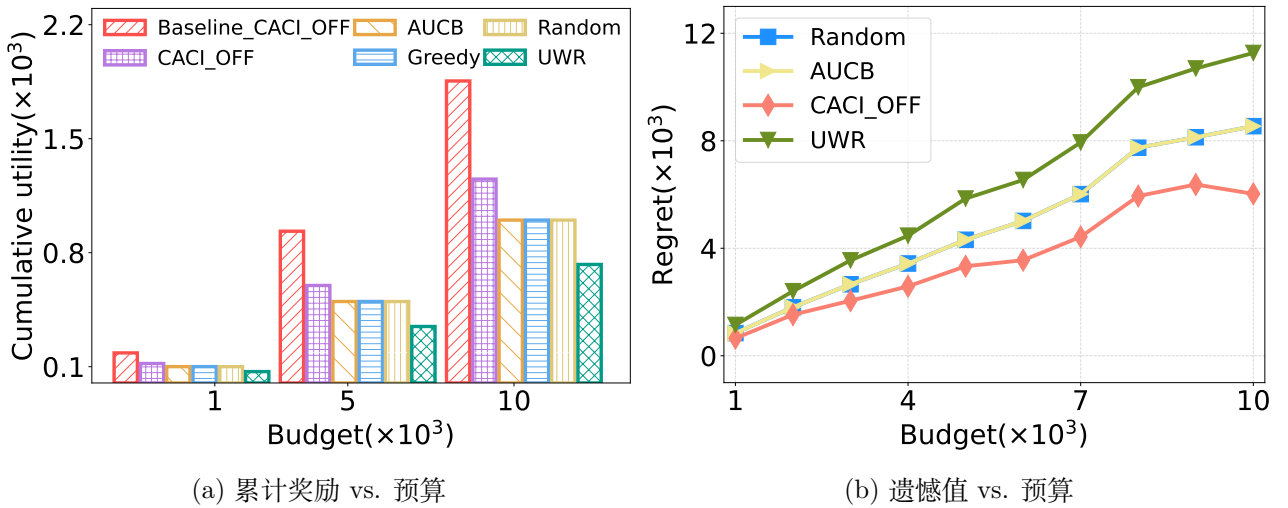 Baseline_CACI_OFF
AUCB
Random
CACI_OFF
Greedy
UWR
Cumulative utility(×10³)
2.2
1.5
0.8
0.1
1
5
10
Budget(×10³)
(a) 累计奖励 vs. 预算
Random
AUCB
CACI_OFF
UWR
Regret(×10³)
12
8
4
0
1
4
7
10
Budget(×10³)
(b) 遗憾值 vs. 预算